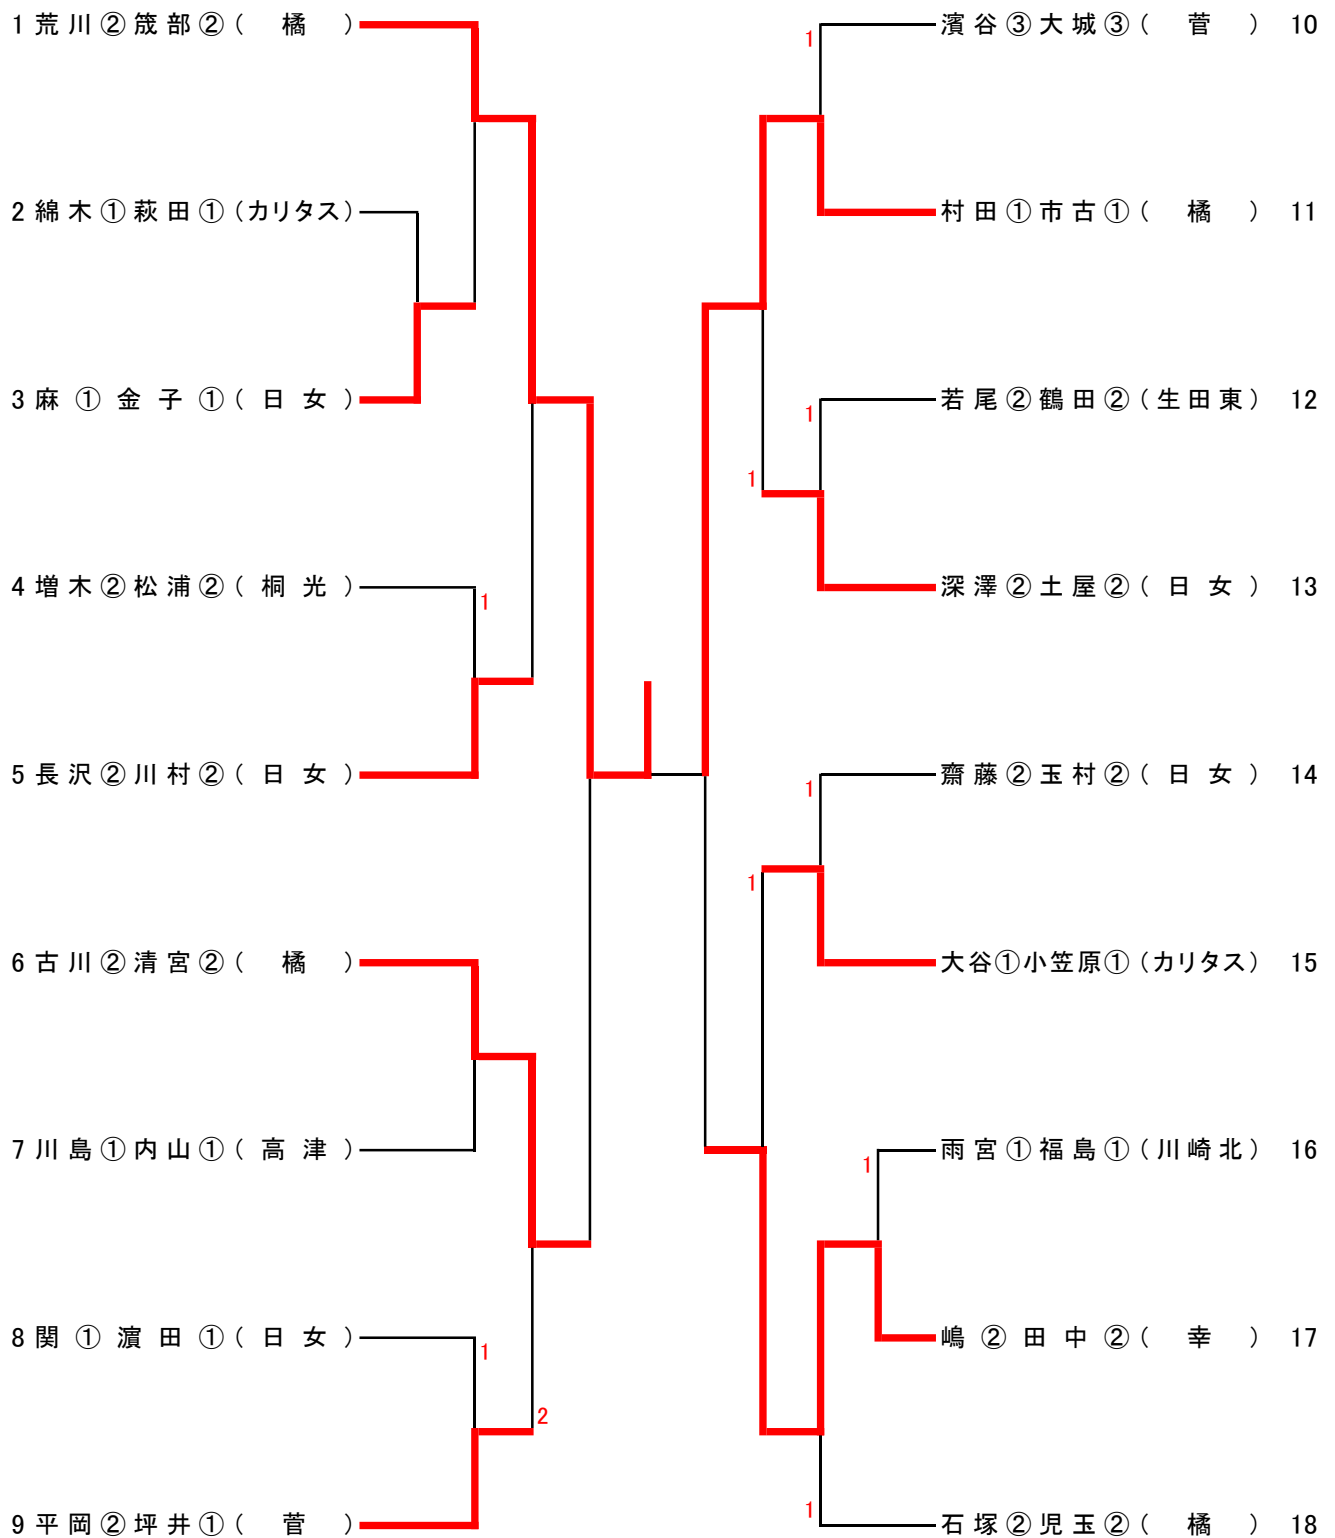 1 荒川②筬部②( 橘 )
濱谷③大城③( 菅 ) 10
1
2 綿木①萩田①(カリタス)
村田①市古①( 橘 ) 11
3 麻①金子①(日女)
若尾②鶴田②(生田東) 12
1
1
4 増木②松浦②(桐光)
1
深澤②土屋②(日女) 13
5 長沢②川村②(日女)
齋藤②玉村②(日女) 14
1
1
6 古川②清宮②( 橘 )
大谷①小笠原①(カリタス) 15
7 川島①内山①(高津)
雨宮①福島①(川崎北) 16
1
8 関①濵田①(日女)
1
嶋②田中②( 幸 ) 17
2
1
9 平岡②坪井①( 菅 )
石塚②児玉②( 橘 ) 18